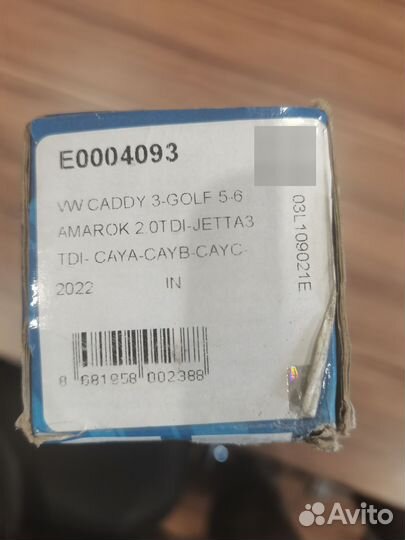 E0004093
VW CADDY 3-GOLF 5-6
AMAROK 2.0TDI-JETTA3
TDI- CAYA-CAYB-CAYC-
2022 IN
8 681958 002388
03L109021E
Avito